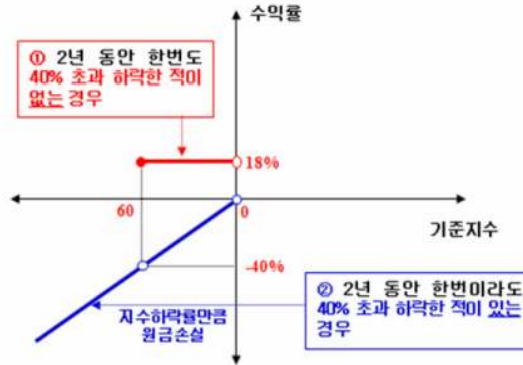 수익률
① 2년 동안 한번도
40% 초과 하락한 적이
없는 경우
18%
60
0
기준지수
-40%
지수하락률만큼
원금손실
② 2년 동안 한번이라도
40% 초과 하락한 적이 있는
경우